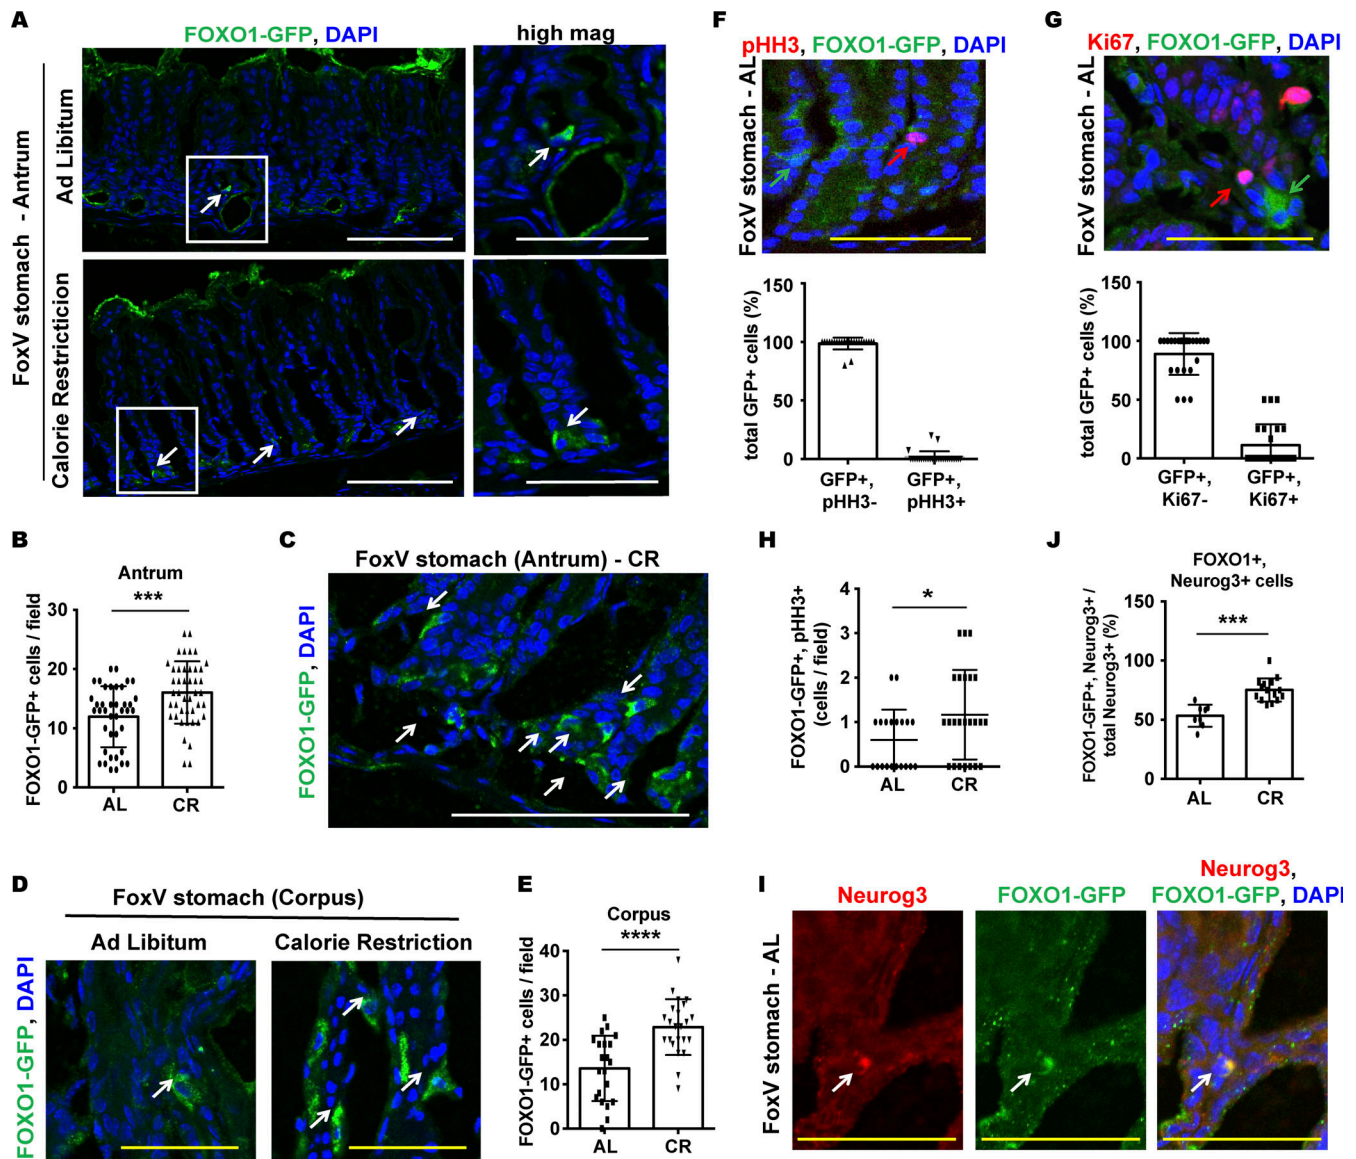 A
FOXO1-GFP, DAPI
high mag
FoxV stomach - Antrum
Ad Libitum
Calorie Restricticion
B
Antrum
***
FOXO1-GFP+ cells / field
30
20
10
0
AL
CR
C
FoxV stomach (Antrum) - CR
FOXO1-GFP, DAPI
D
FoxV stomach (Corpus)
Ad Libitum
Calorie Restriction
FOXO1-GFP, DAPI
E
Corpus
****
FOXO1-GFP+ cells / field
40
30
20
10
0
AL
CR
F
pHH3, FOXO1-GFP, DAPI
FoxV stomach - AL
total GFP+ cells (%)
150
100
50
0
GFP+,
pHH3-
GFP+,
pHH3+
G
Ki67, FOXO1-GFP, DAPI
FoxV stomach - AL
total GFP+ cells (%)
150
100
50
0
GFP+,
Ki67-
GFP+,
Ki67+
H
FOXO1-GFP+, pHH3+
(cells / field)
*
4
3
2
1
0
AL
CR
J
FOXO1+,
Neurog3+ cells
***
FOXO1-GFP+, Neurog3+ /
total Neurog3+ (%)
150
100
50
0
AL
CR
I
Neurog3
FOXO1-GFP
Neurog3,
FOXO1-GFP, DAPI
FoxV stomach - AL